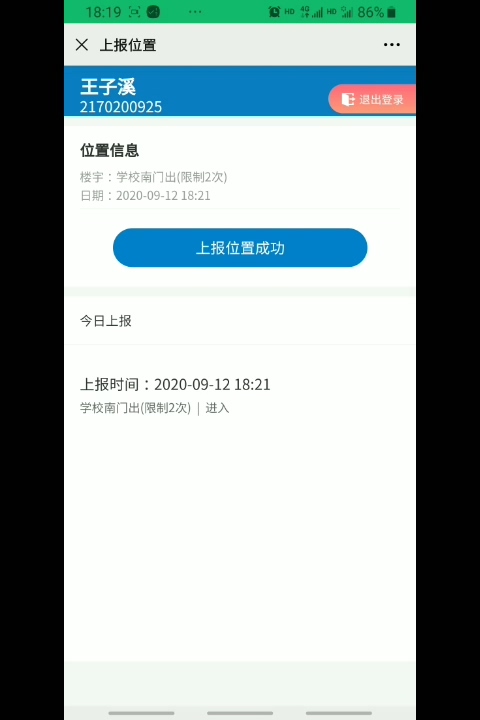 18:19
HD HD 86%
上报位置
王子溪
2170200925
退出登录
位置信息
楼宇：学校南门出(限制2次)
日期：2020-09-12 18:21
上报位置成功
今日上报
上报时间：2020-09-12 18:21
学校南门出(限制2次) | 进入